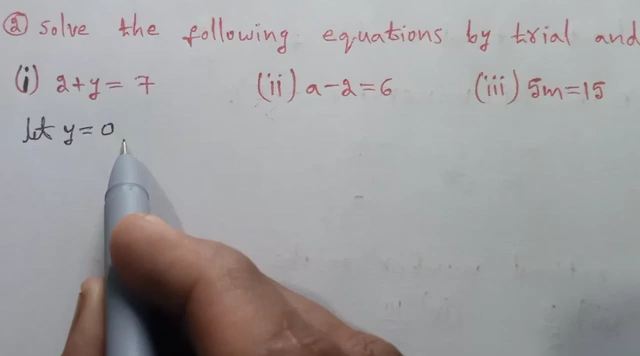 ② Solve the following equations by trial and
(i) 2+y=7 (ii) a-2=6 (iii) 5m=15
let y=0